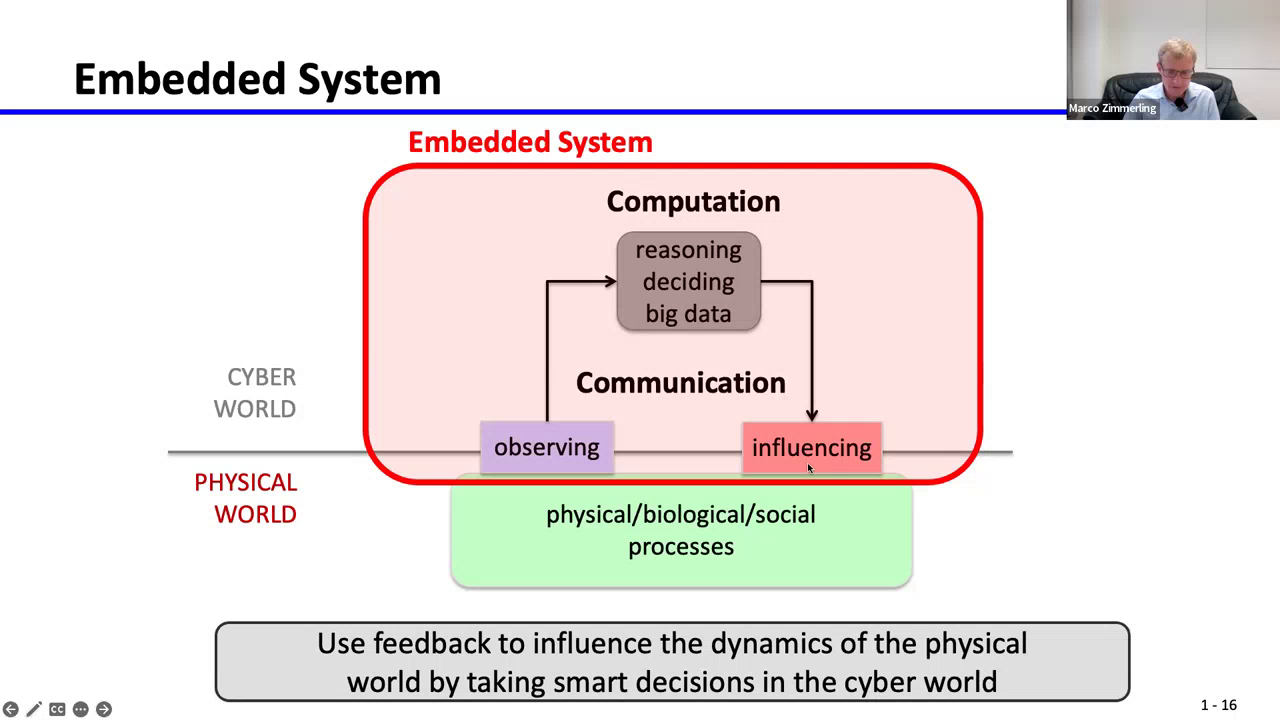 Embedded System
Marco Zimmerling
Embedded System
Computation
reasoning
deciding
big data
Communication
CYBER
WORLD
observing
influencing
PHYSICAL
WORLD
physical/biological/social
processes
Use feedback to influence the dynamics of the physical
world by taking smart decisions in the cyber world
CC
1 - 16